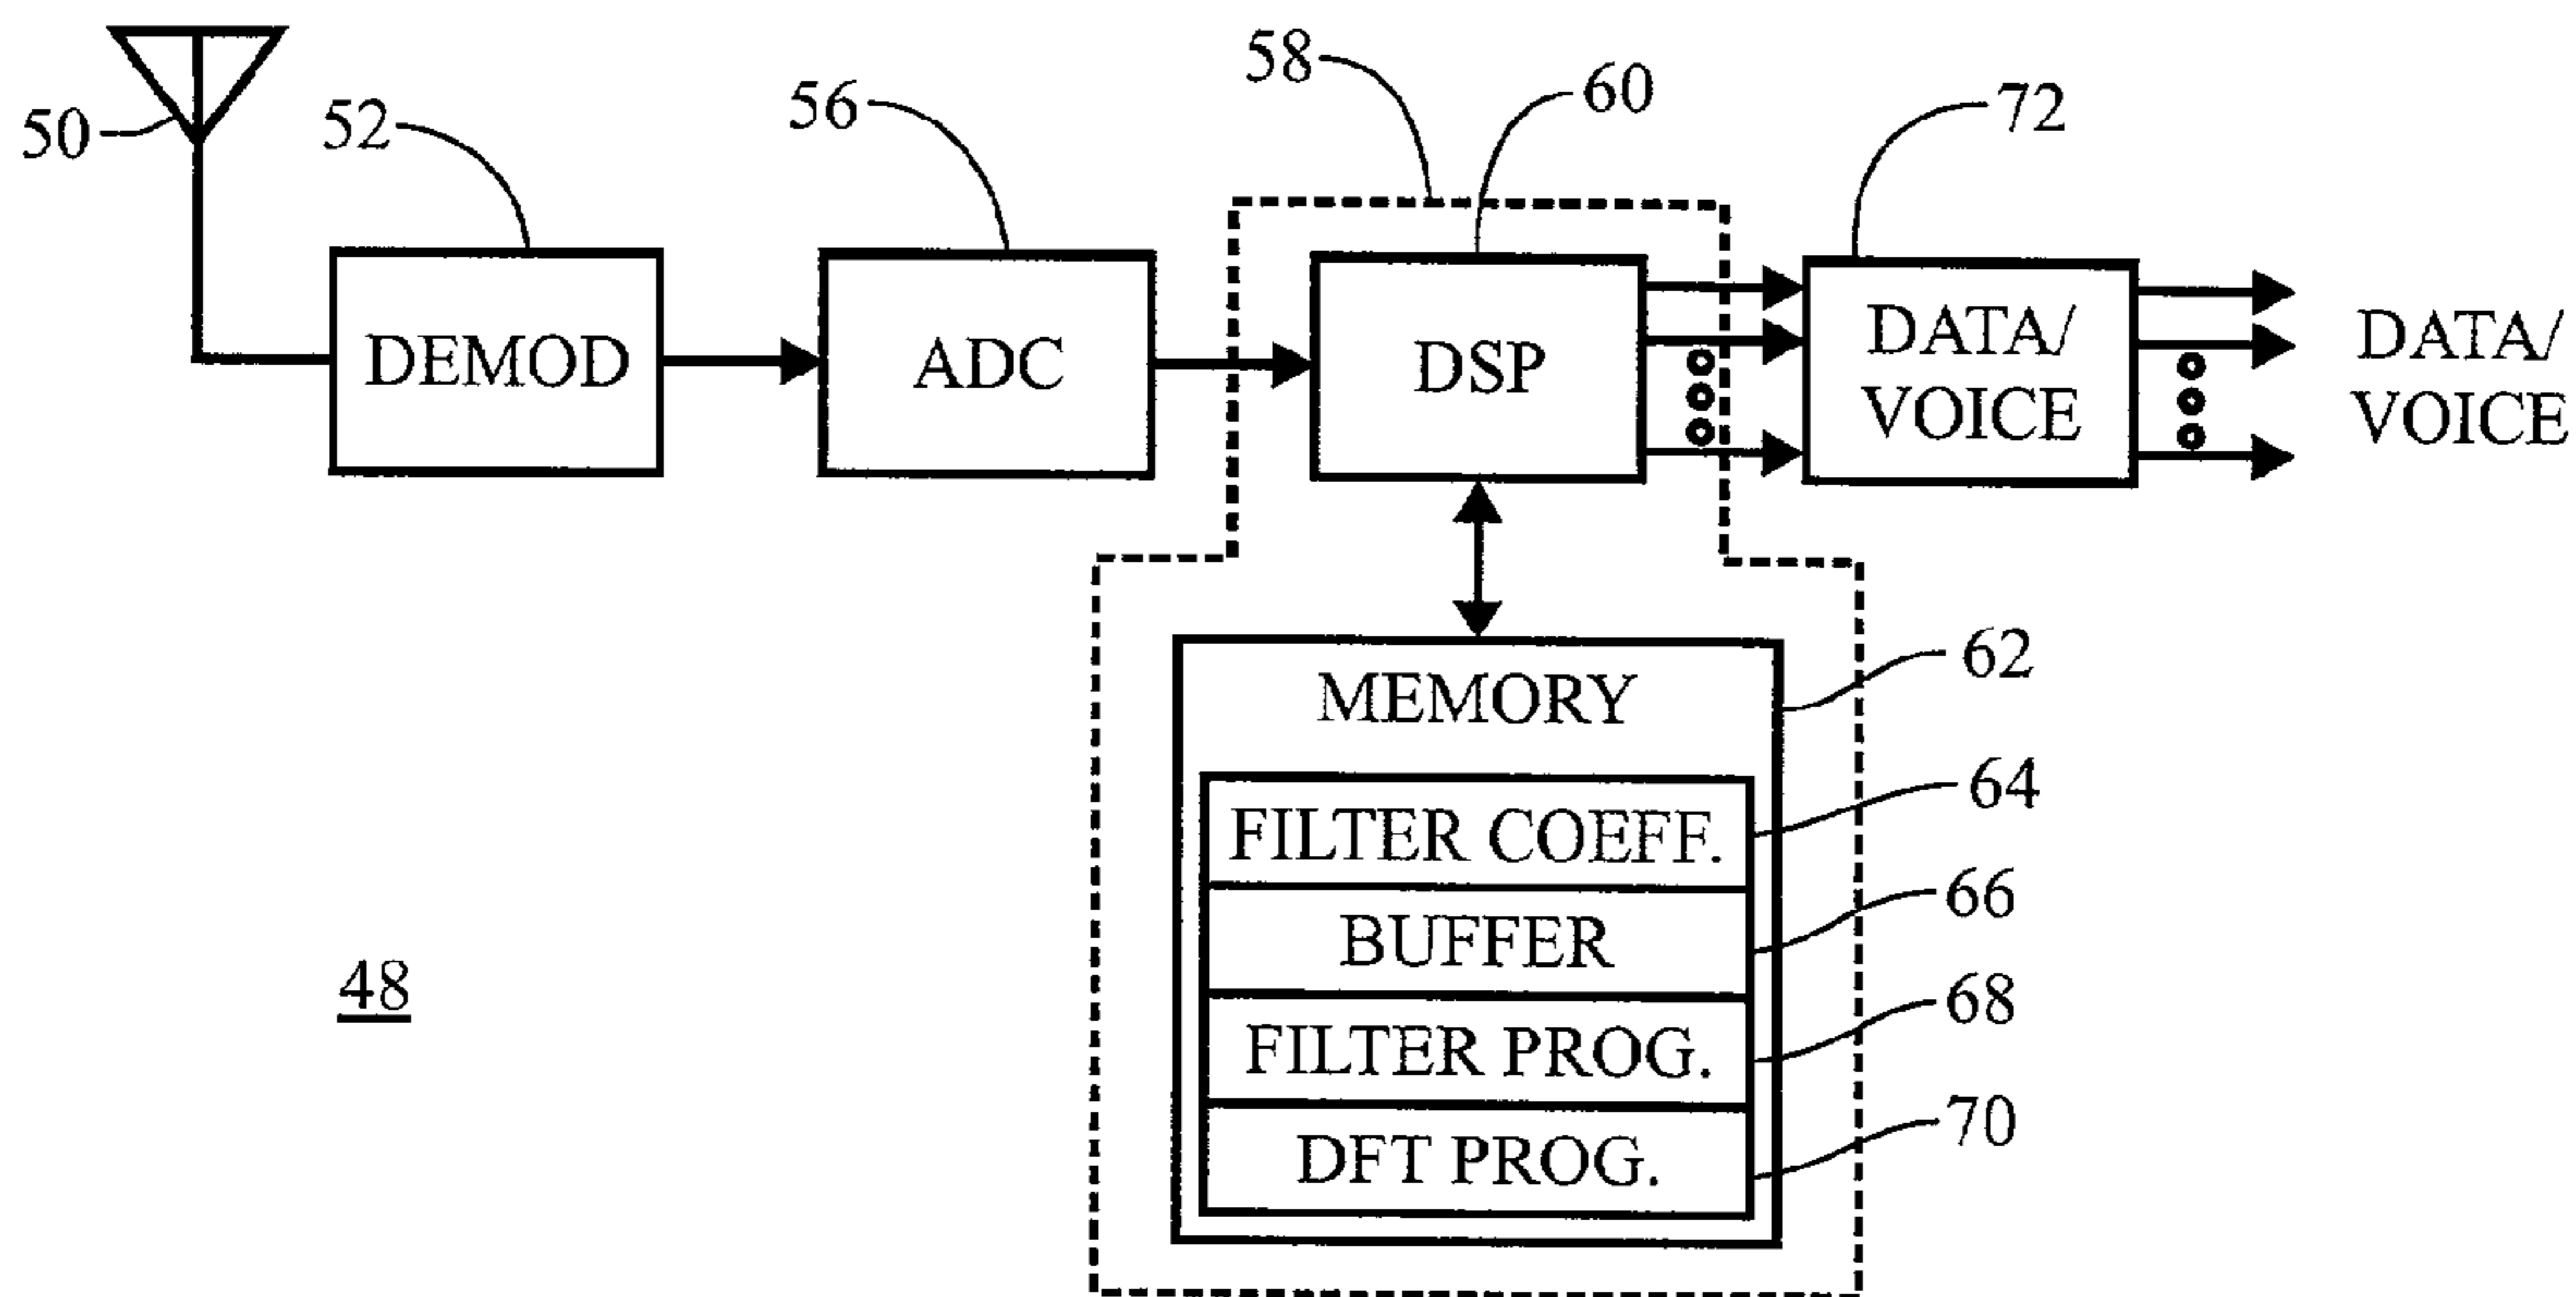 58
60
56
72
52
50
DEMOD
ADC
DSP
DATA/
VOICE
DATA/
VOICE
MEMORY
62
FILTER COEFF.
64
BUFFER
66
FILTER PROG.
68
DFT PROG.
70
48